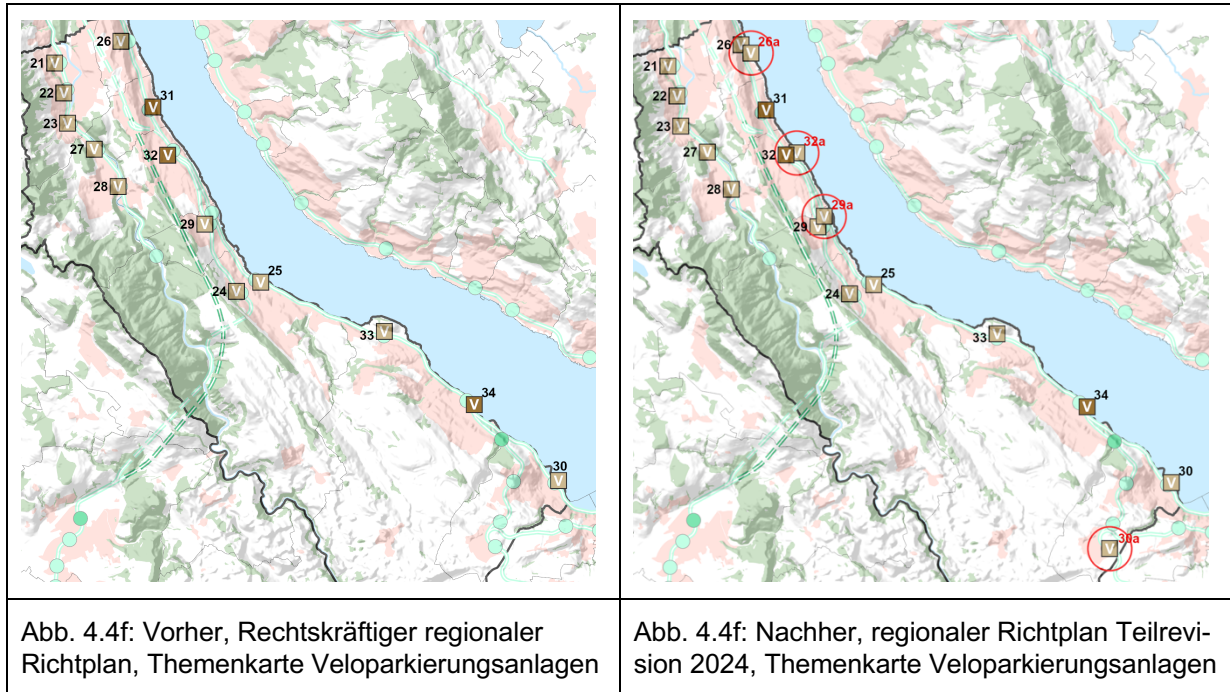 26 V
21 V
22 V
23 V
27 V
28 V
V 31
32 V
29 V
24 V
V 25
33 V
34
V
30
V
26 V
V 26a
21 V
22 V
23 V
27 V
28 V
31
V
32 V
V 32a
29 V
V 29a
24 V
V 25
33 V
34
V
30
V
V 30a
Abb. 4.4f: Vorher, Rechtskräftiger regionaler
Richtplan, Themenkarte Veloparkierungsanlagen
Abb. 4.4f: Nachher, regionaler Richtplan Teilrevi-
sion 2024, Themenkarte Veloparkierungsanlagen